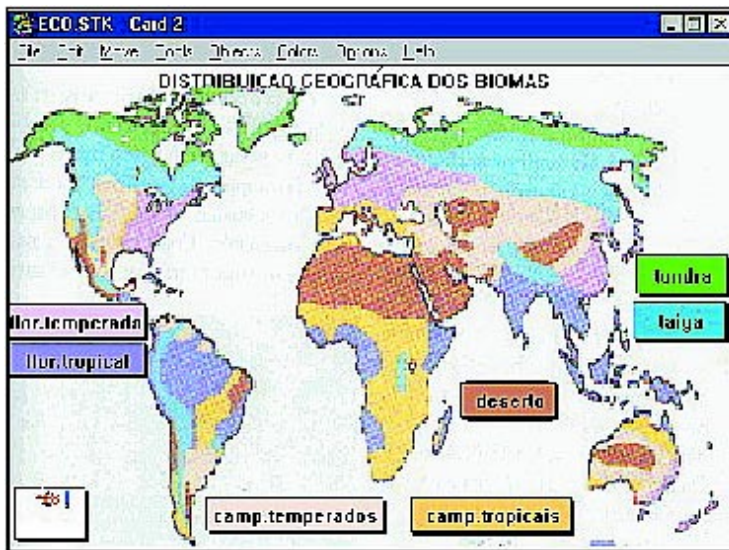 ECO.STK Card 2
File Edit Move Tools Objects Colors Options Help
DISTRIBUIÇAO GEOGRÁFICA DOS BIOMAS
tundra
flor.temperada
taiga
flor.tropical
deserto
camp.temperados
camp.tropicais